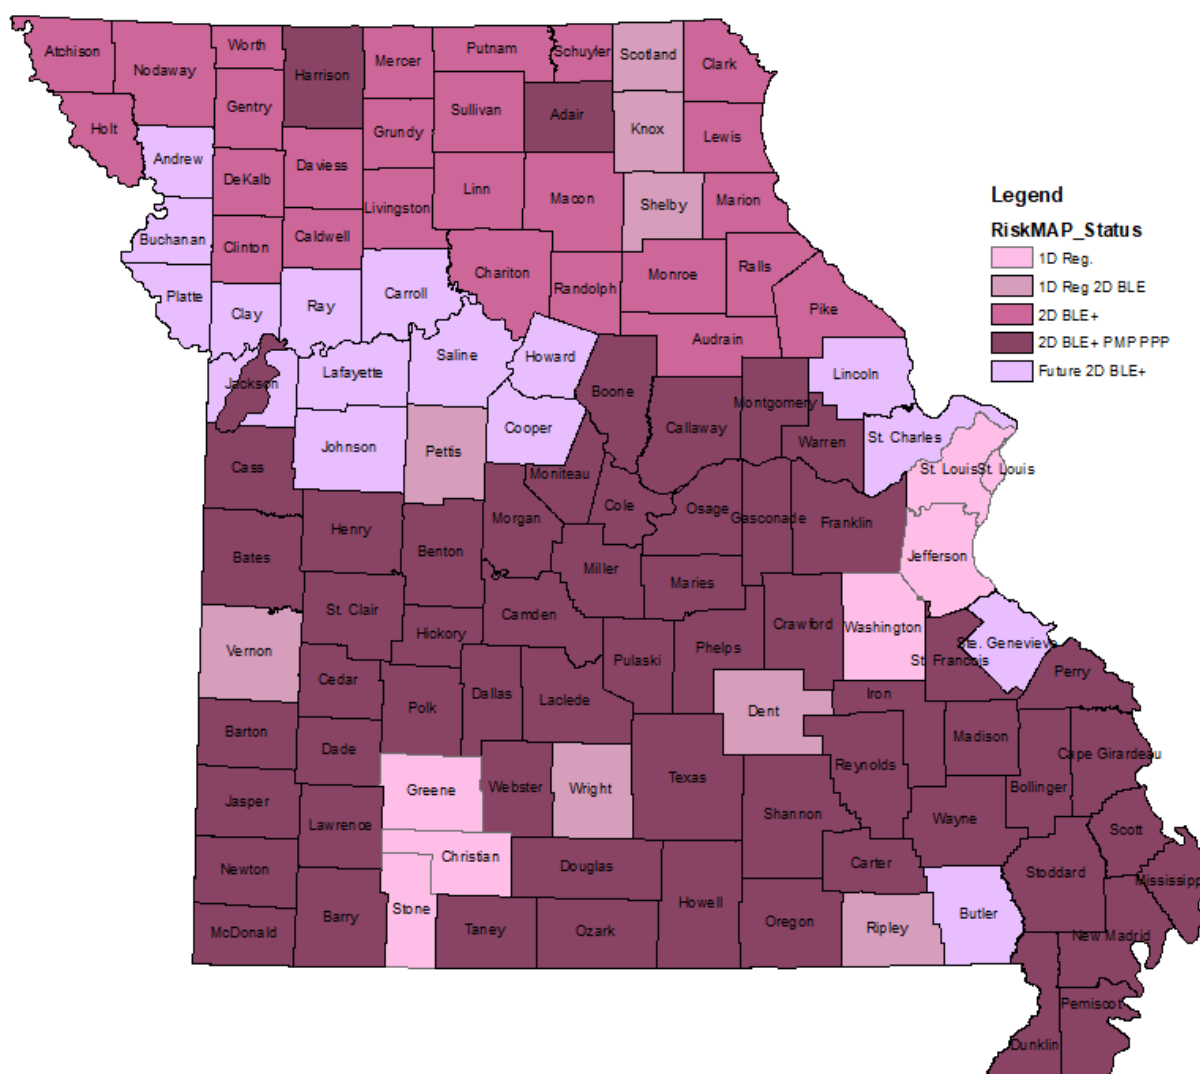 Atchison
Nodaway
Worth
Harrison
Mercer
Putnam
Schuyler
Scotland
Clark
Holt
Gentry
Grundy
Sullivan
Adair
Knox
Lewis
Andrew
DeKalb
Daviess
Livingston
Linn
Macon
Shelby
Marion
Buchanan
Clinton
Caldwell
Chariton
Randolph
Monroe
Ralls
Platte
Clay
Ray
Carroll
Audrain
Pike
Jackson
Lafayette
Saline
Howard
Boone
Callaway
Montgomery
Lincoln
Cass
Johnson
Pettis
Cooper
Moniteau
Warren
St. Charles
St. Louis
St. Louis
Bates
Henry
Benton
Morgan
Cole
Osage
Gasconade
Franklin
Jefferson
Miller
Maries
Vernon
St. Clair
Hickory
Camden
Pulaski
Phelps
Crawford
Washington
St. Francois
Ste. Genevieve
Perry
Cedar
Polk
Dallas
Laclede
Dent
Iron
Barton
Dade
Madison
Cape Girardeau
Reynolds
Bollinger
Jasper
Lawrence
Greene
Webster
Wright
Texas
Shannon
Wayne
Scott
Newton
Christian
Douglas
Carter
Stoddard
Mississippi
McDonald
Barry
Stone
Taney
Ozark
Howell
Oregon
Ripley
Butler
New Madrid
Pemiscot
Dunklin
Legend
RiskMAP_Status
1D Reg.
1D Reg 2D BLE
2D BLE+
2D BLE+ PMP PPP
Future 2D BLE+